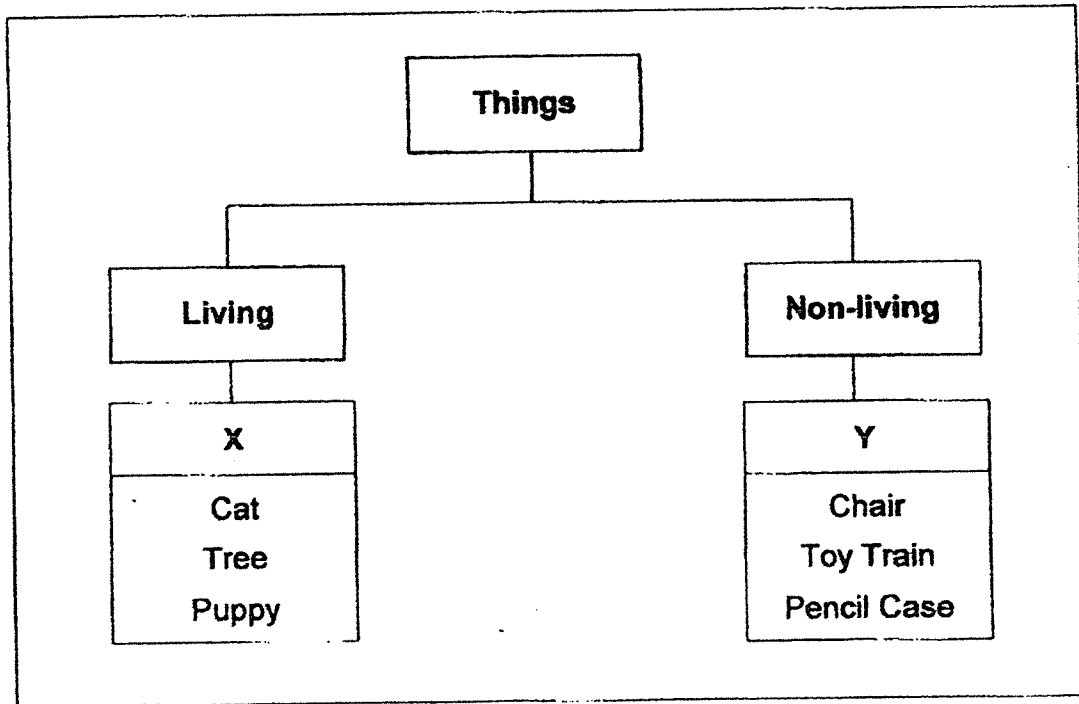 Things
Living
Non-living
X
Y
Cat
Tree
Puppy
Chair
Toy Train
Pencil Case